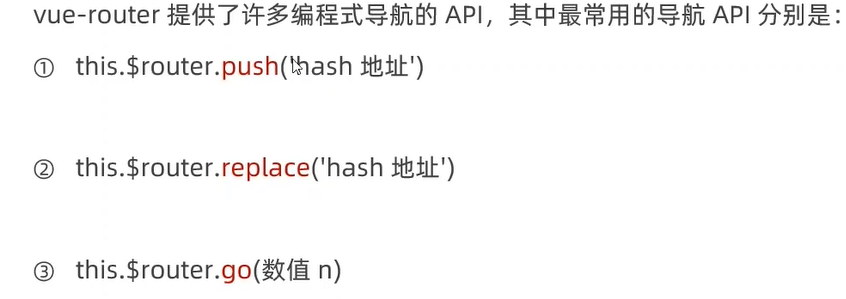 vue-router 提供了许多编程式导航的 API，其中最常用的导航 API 分别是：
① this.$router.push('hash 地址')
② this.$router.replace('hash 地址')
③ this.$router.go(数值 n)